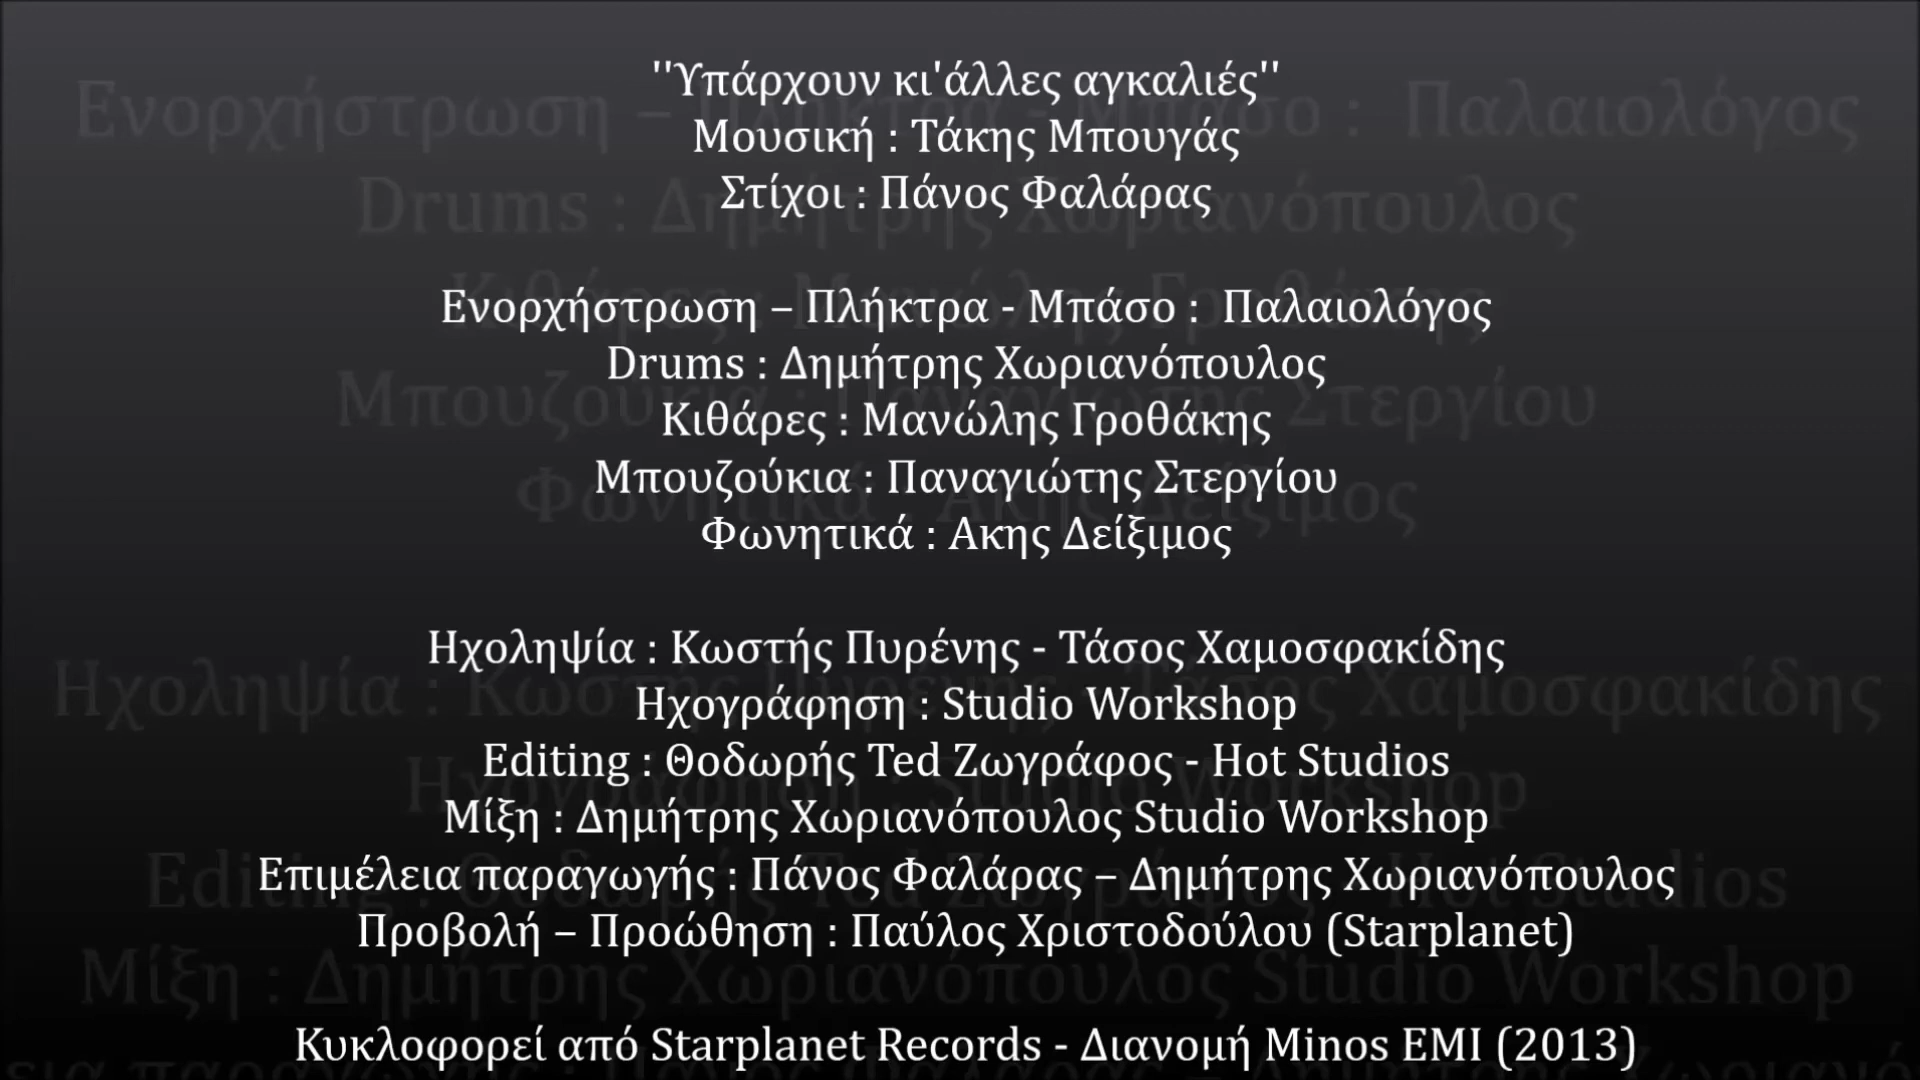 ''Υπάρχουν κι'άλλες αγκαλιές''
Μουσική : Τάκης Μπουγάς
Στίχοι : Πάνος Φαλάρας
Ενορχήστρωση – Πλήκτρα - Μπάσο :  Παλαιολόγος
Drums : Δημήτρης Χωριανόπουλος
Κιθάρες : Μανώλης Γροθάκης
Μπουζούκια : Παναγιώτης Στεργίου
Φωνητικά : Ακης Δείξιμος
Ηχοληψία : Κωστής Πυρένης - Τάσος Χαμοσφακίδης
Ηχογράφηση : Studio Workshop
Editing : Θοδωρής Ted Ζωγράφος - Hot Studios
Μίξη : Δημήτρης Χωριανόπουλος Studio Workshop
Επιμέλεια παραγωγής : Πάνος Φαλάρας – Δημήτρης Χωριανόπουλος
Προβολή – Προώθηση : Παύλος Χριστοδούλου (Starplanet)
Κυκλοφορεί από Starplanet Records - Διανομή Minos EMI (2013)